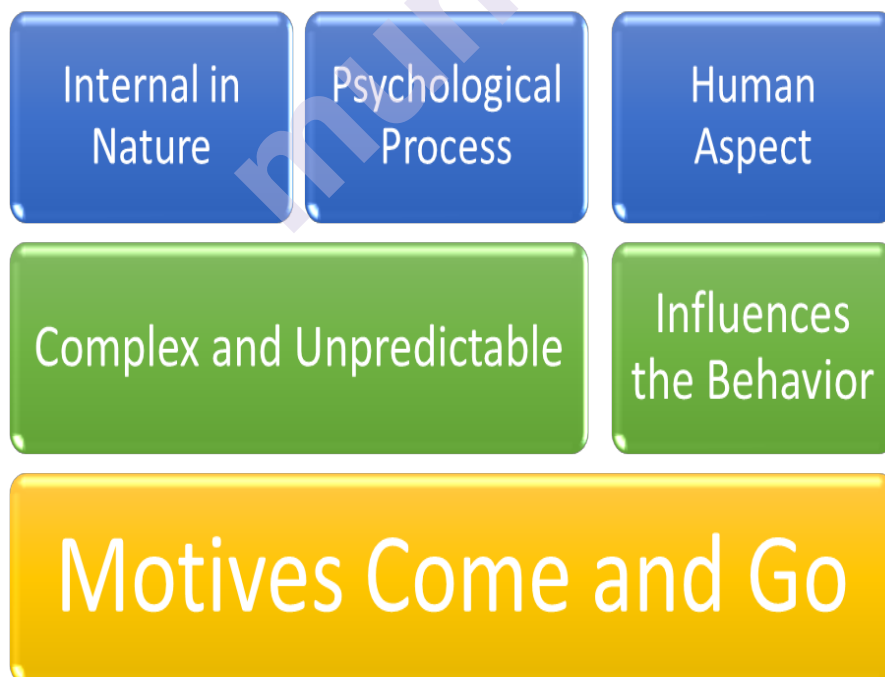 Internal in
Nature
Psychological
Process
Human
Aspect
Complex and Unpredictable
Influences
the Behavior
Motives Come and Go